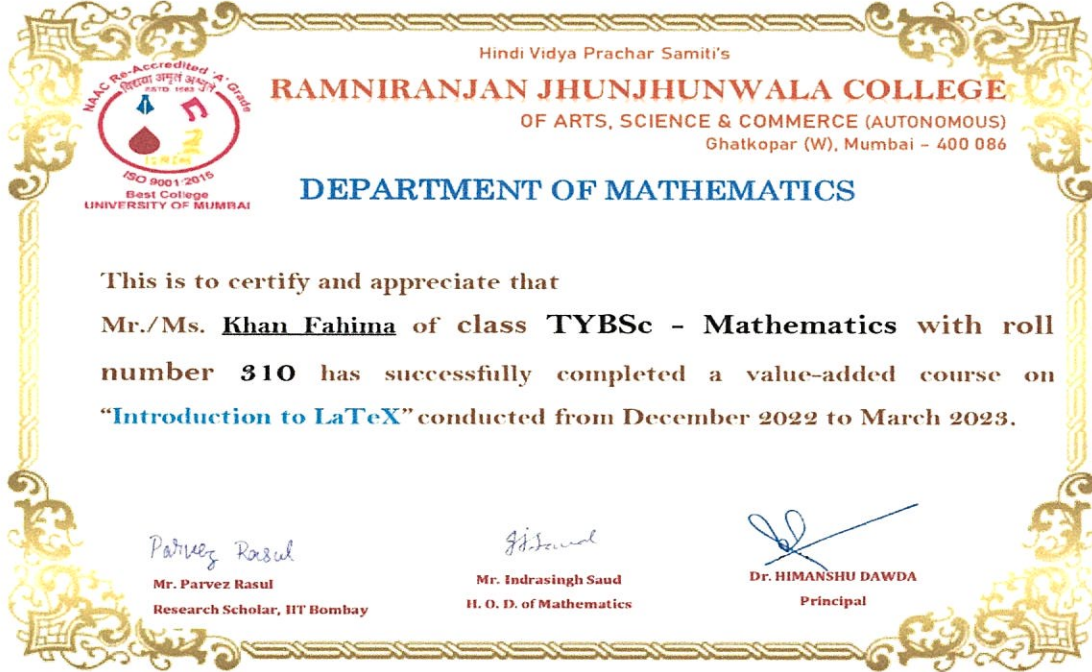 Hindi Vidya Prachar Samiti's
RAMNIRANJAN JHUNJHUNWALA COLLEGE
OF ARTS, SCIENCE & COMMERCE (AUTONOMOUS)
Ghatkopar (W), Mumbai – 400 086
NAAC Re-Accredited 'A' Grade
विद्यया अमृतं अश्नुते
ESTD. 1963
ISO 9001:2015
Best College
UNIVERSITY OF MUMBAI
DEPARTMENT OF MATHEMATICS
This is to certify and appreciate that
Mr./Ms. Khan Fahima of class TYBSc - Mathematics with roll
number 310 has successfully completed a value-added course on
“Introduction to LaTeX” conducted from December 2022 to March 2023.
Parvez Rasul
Mr. Parvez Rasul
Research Scholar, IIT Bombay
Mr. Indrasingh Saud
H. O. D. of Mathematics
Dr. HIMANSHU DAWDA
Principal